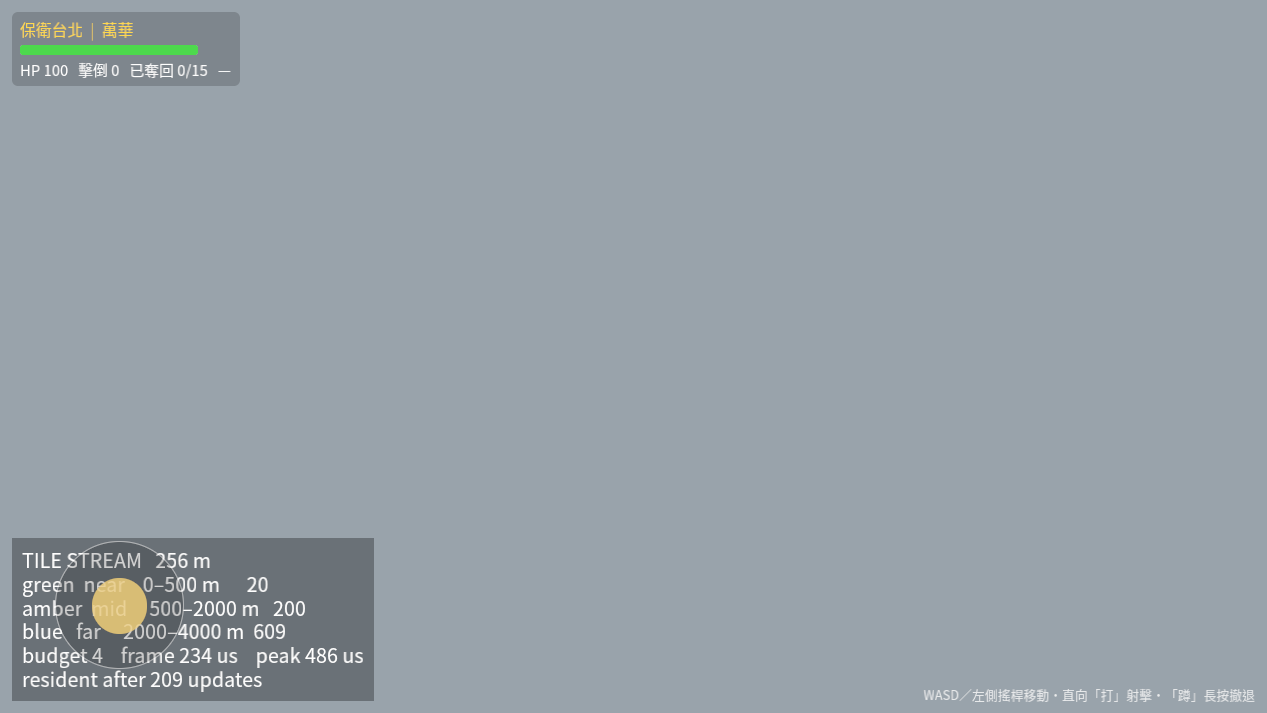 保衛台北 | 萬華
HP 100 擊倒 0 已奪回 0/15 —
TILE STREAM 256 m
green near 0–500 m 20
amber mid 500–2000 m 200
blue far 2000–4000 m 609
budget 4 frame 234 us peak 486 us
resident after 209 updates
WASD／左側搖桿移動・直向「打」射擊・「蹲」長按撤退